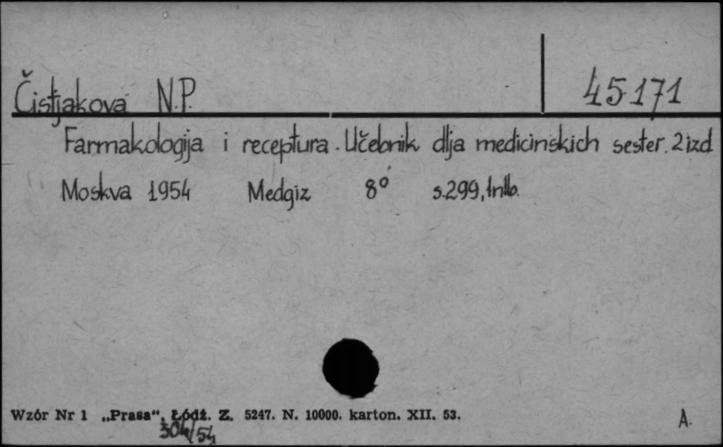 Čistjakova N.P. 45171
Farmakologija i receptura. Učebnik dlja medicinskich sester. 2 izd
Moskva 1954 Medgiz 8° s.299, 1nlb.
Wzór Nr 1 „Prasa“, Łódź. Z. 5247. N. 10000. karton. XII. 53.
304/54
A.